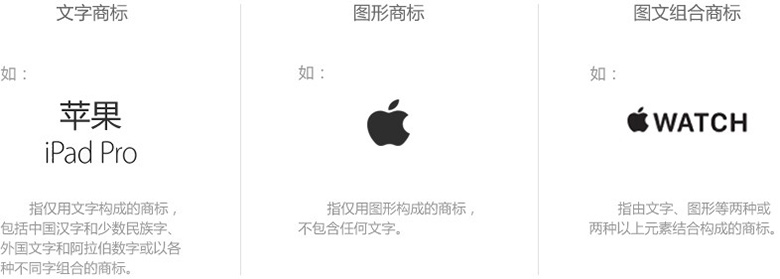 文字商标
如：
苹果
iPad Pro
指仅用文字构成的商标，
包括中国汉字和少数民族字、
外国文字和阿拉伯数字或以各
种不同字组合的商标。
图形商标
如：
指仅用图形构成的商标，
不包含任何文字。
图文组合商标
如：
WATCH
指由文字、图形等两种或
两种以上元素结合构成的商标。